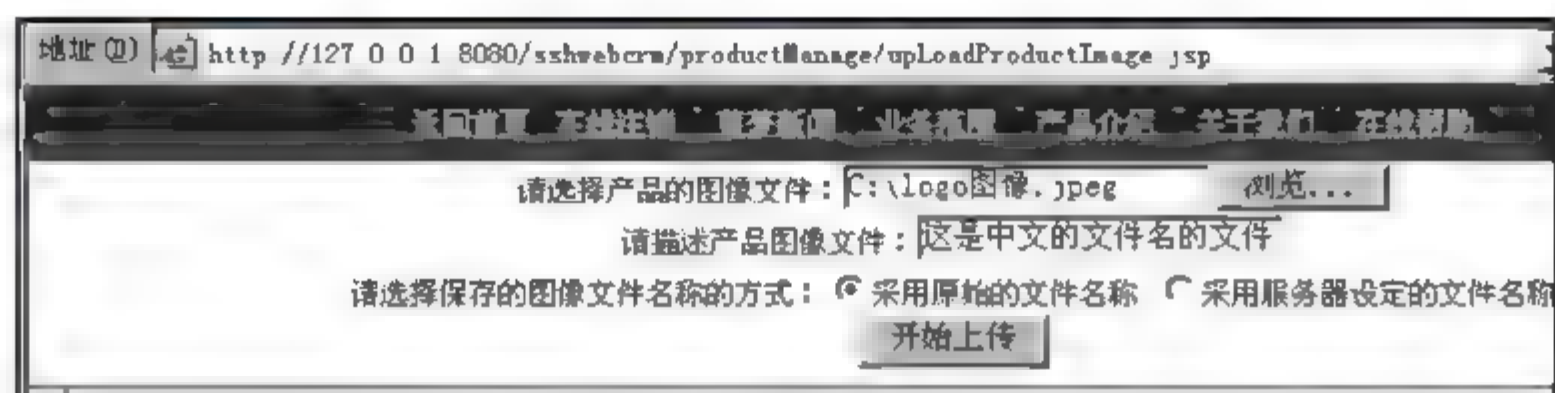 地址(D) http //127 0 0 1 8080/sshwebcrm/productManage/upLoadProductImage jsp
返回首页 在线注销 业务范围 产品介绍 关于我们 在线帮助
请选择产品的图像文件：C:\logo图像.jpeg 浏览...
请描述产品图像文件：这是中文的文件名的文件
请选择保存的图像文件名称的方式： 采用原始的文件名称 采用服务器设定的文件名称
开始上传